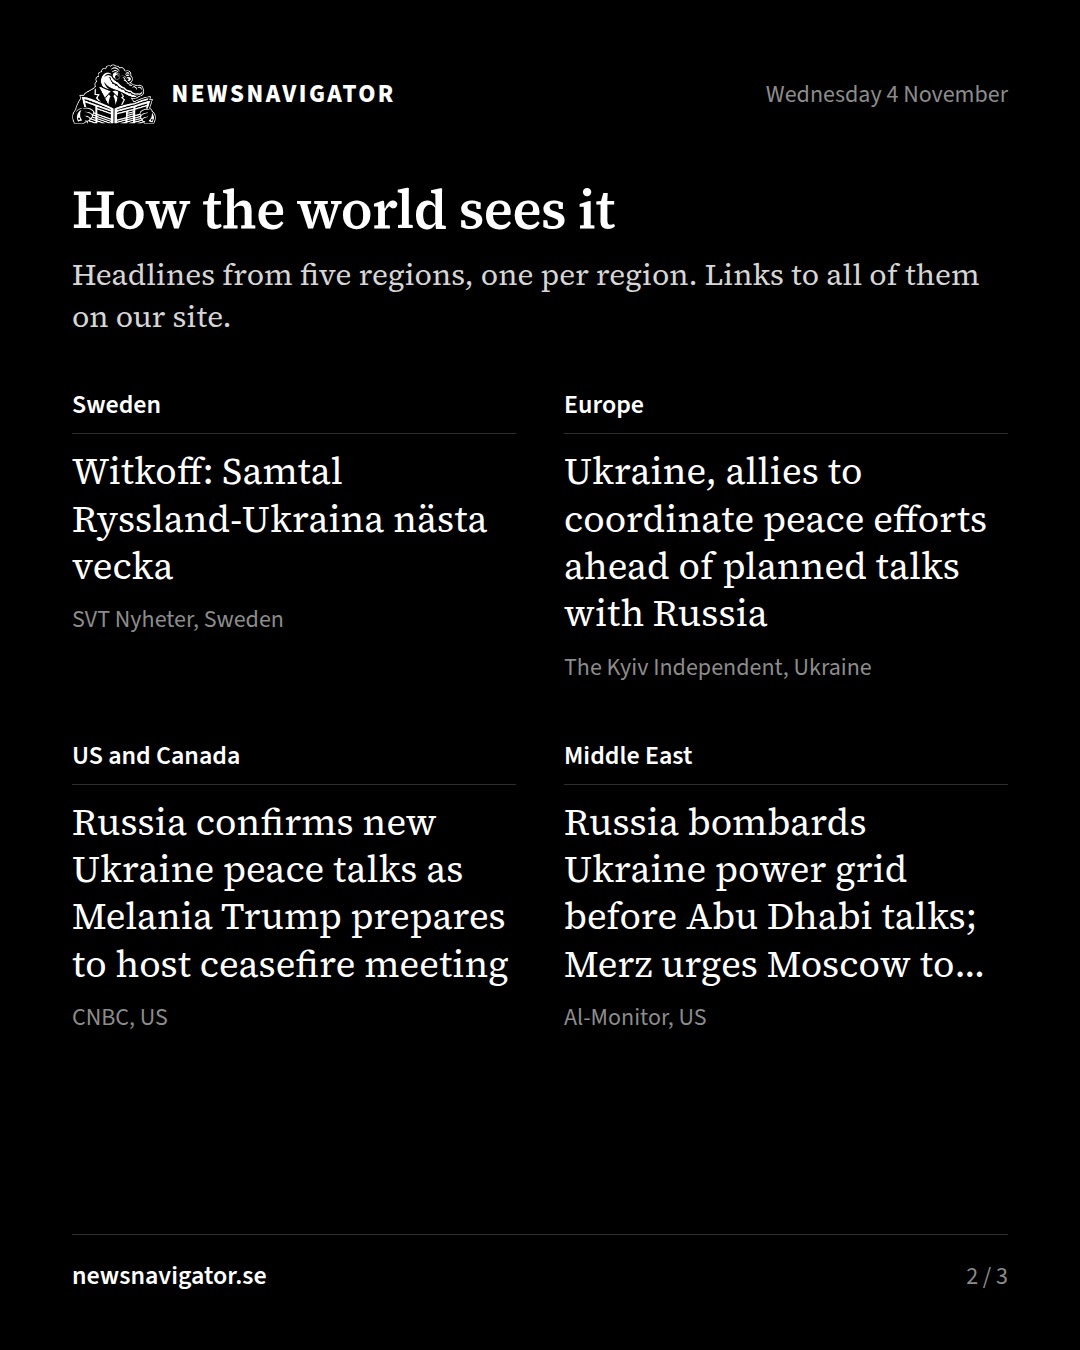 NEWSNAVIGATOR
Wednesday 4 November
How the world sees it
Headlines from five regions, one per region. Links to all of them
on our site.
Sweden
Witkoff: Samtal
Ryssland-Ukraina nästa
vecka
SVT Nyheter, Sweden
Europe
Ukraine, allies to
coordinate peace efforts
ahead of planned talks
with Russia
The Kyiv Independent, Ukraine
US and Canada
Russia confirms new
Ukraine peace talks as
Melania Trump prepares
to host ceasefire meeting
CNBC, US
Middle East
Russia bombards
Ukraine power grid
before Abu Dhabi talks;
Merz urges Moscow to...
Al-Monitor, US
newsnavigator.se
2 / 3